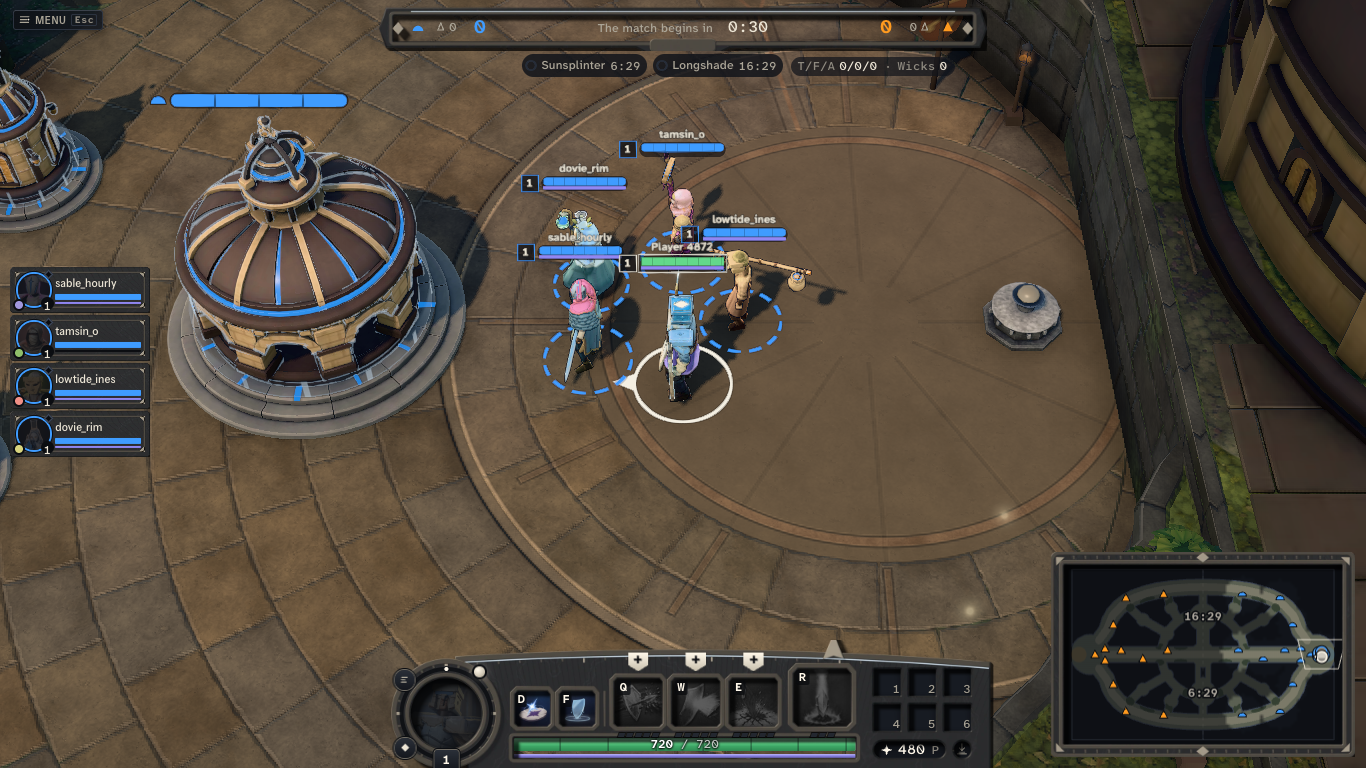 MENU Esc
0 0 The match begins in 0:30 0 0
Sunsplinter 6:29 Longshade 16:29 T/F/A 0/0/0 · Wicks 0
tamsin_o
1
dovie_rim
1
lowtide_ines
1
sable_hourly
1
Player 4872
1
sable_hourly
1
tamsin_o
1
lowtide_ines
1
dovie_rim
1
16:29
6:29
D F Q W E R
1 2 3
4 5 6
720 / 720
480 P
1